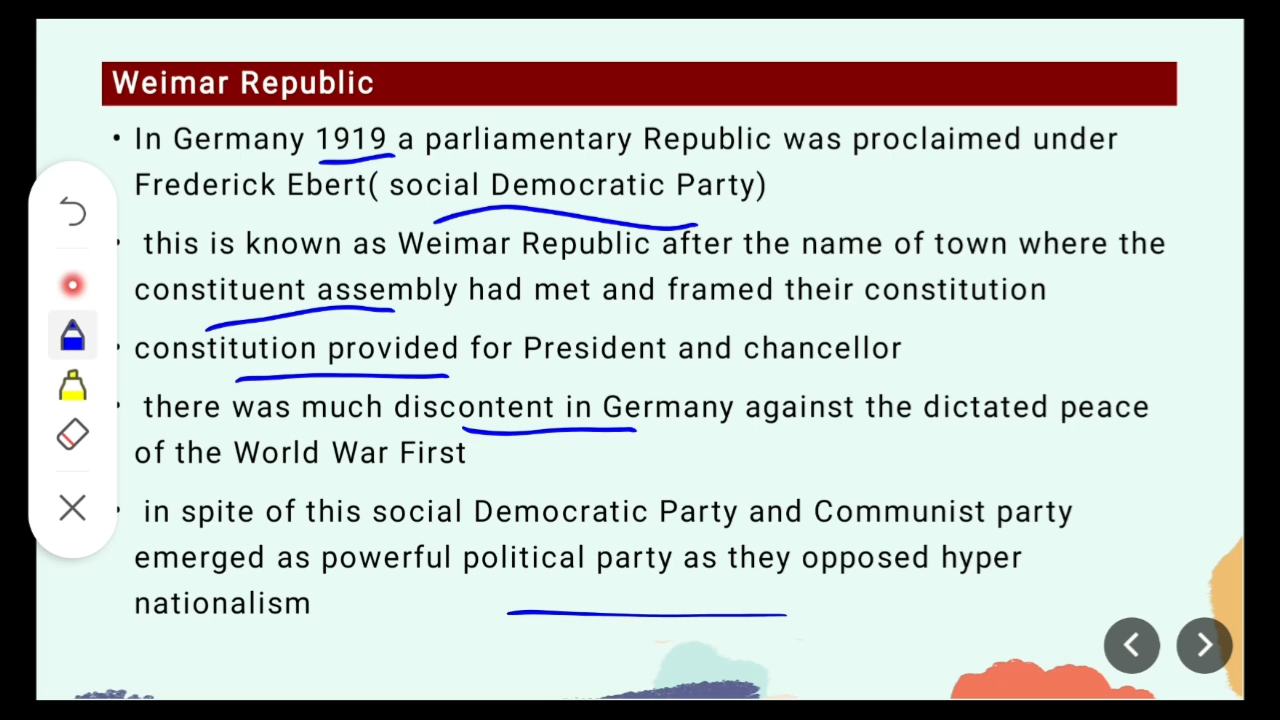 Weimar Republic
• In Germany 1919 a parliamentary Republic was proclaimed under
Frederick Ebert( social Democratic Party)
• this is known as Weimar Republic after the name of town where the
constituent assembly had met and framed their constitution
• constitution provided for President and chancellor
• there was much discontent in Germany against the dictated peace
of the World War First
• in spite of this social Democratic Party and Communist party
emerged as powerful political party as they opposed hyper
nationalism